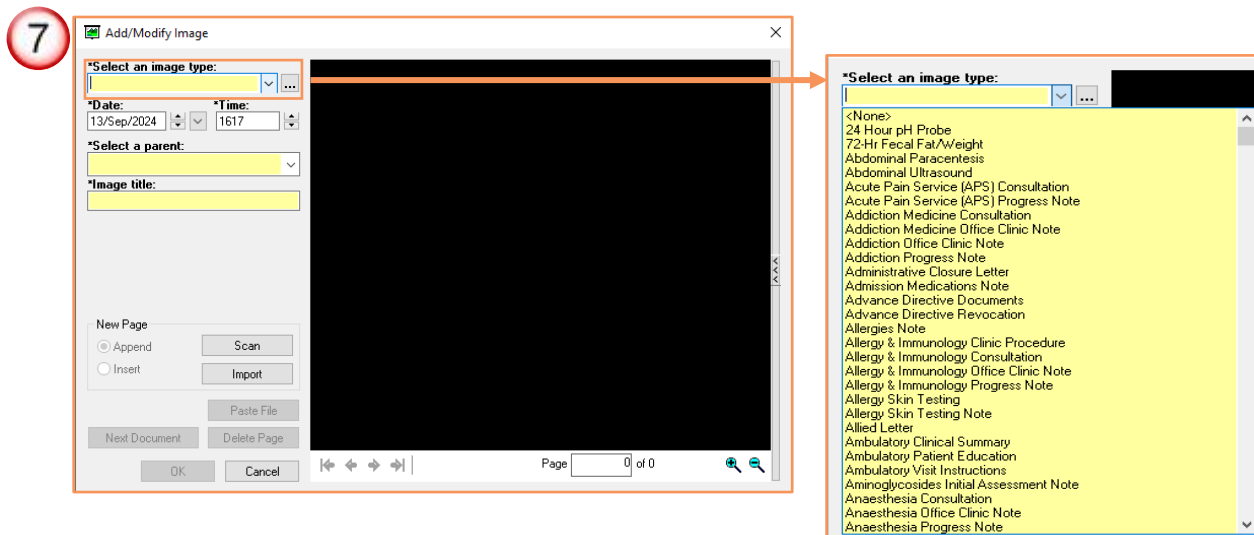 7
Add/Modify Image
*Select an image type:
...
*Date: *Time:
13/Sep/2024 1617
*Select a parent:
*Image title:
New Page
Append Scan
Insert Import
Paste File
Next Document Delete Page
OK Cancel
Page 0 of 0
*Select an image type:
...
<None>
24 Hour pH Probe
72-Hr Fecal Fat/Weight
Abdominal Paracentesis
Abdominal Ultrasound
Acute Pain Service (APS) Consultation
Acute Pain Service (APS) Progress Note
Addiction Medicine Consultation
Addiction Medicine Office Clinic Note
Addiction Office Clinic Note
Addiction Progress Note
Administrative Closure Letter
Admission Medications Note
Advance Directive Documents
Advance Directive Revocation
Allergies Note
Allergy & Immunology Clinic Procedure
Allergy & Immunology Consultation
Allergy & Immunology Office Clinic Note
Allergy & Immunology Progress Note
Allergy Skin Testing
Allergy Skin Testing Note
Allied Letter
Ambulatory Clinical Summary
Ambulatory Patient Education
Ambulatory Visit Instructions
Aminoglycosides Initial Assessment Note
Anaesthesia Consultation
Anaesthesia Office Clinic Note
Anaesthesia Progress Note